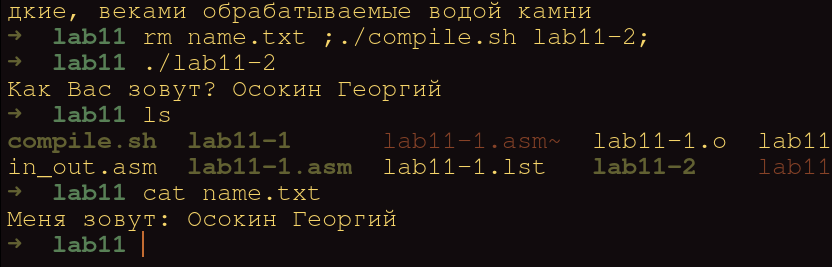 дкие, веками обрабатываемые водой камни
→ lab11 rm name.txt ;./compile.sh lab11-2;
→ lab11 ./lab11-2
Как Вас зовут? Осокин Георгий
→ lab11 ls
compile.sh lab11-1 lab11-1.asm~ lab11-1.o lab11
in_out.asm lab11-1.asm lab11-1.lst lab11-2 lab11
→ lab11 cat name.txt
Меня зовут: Осокин Георгий
→ lab11